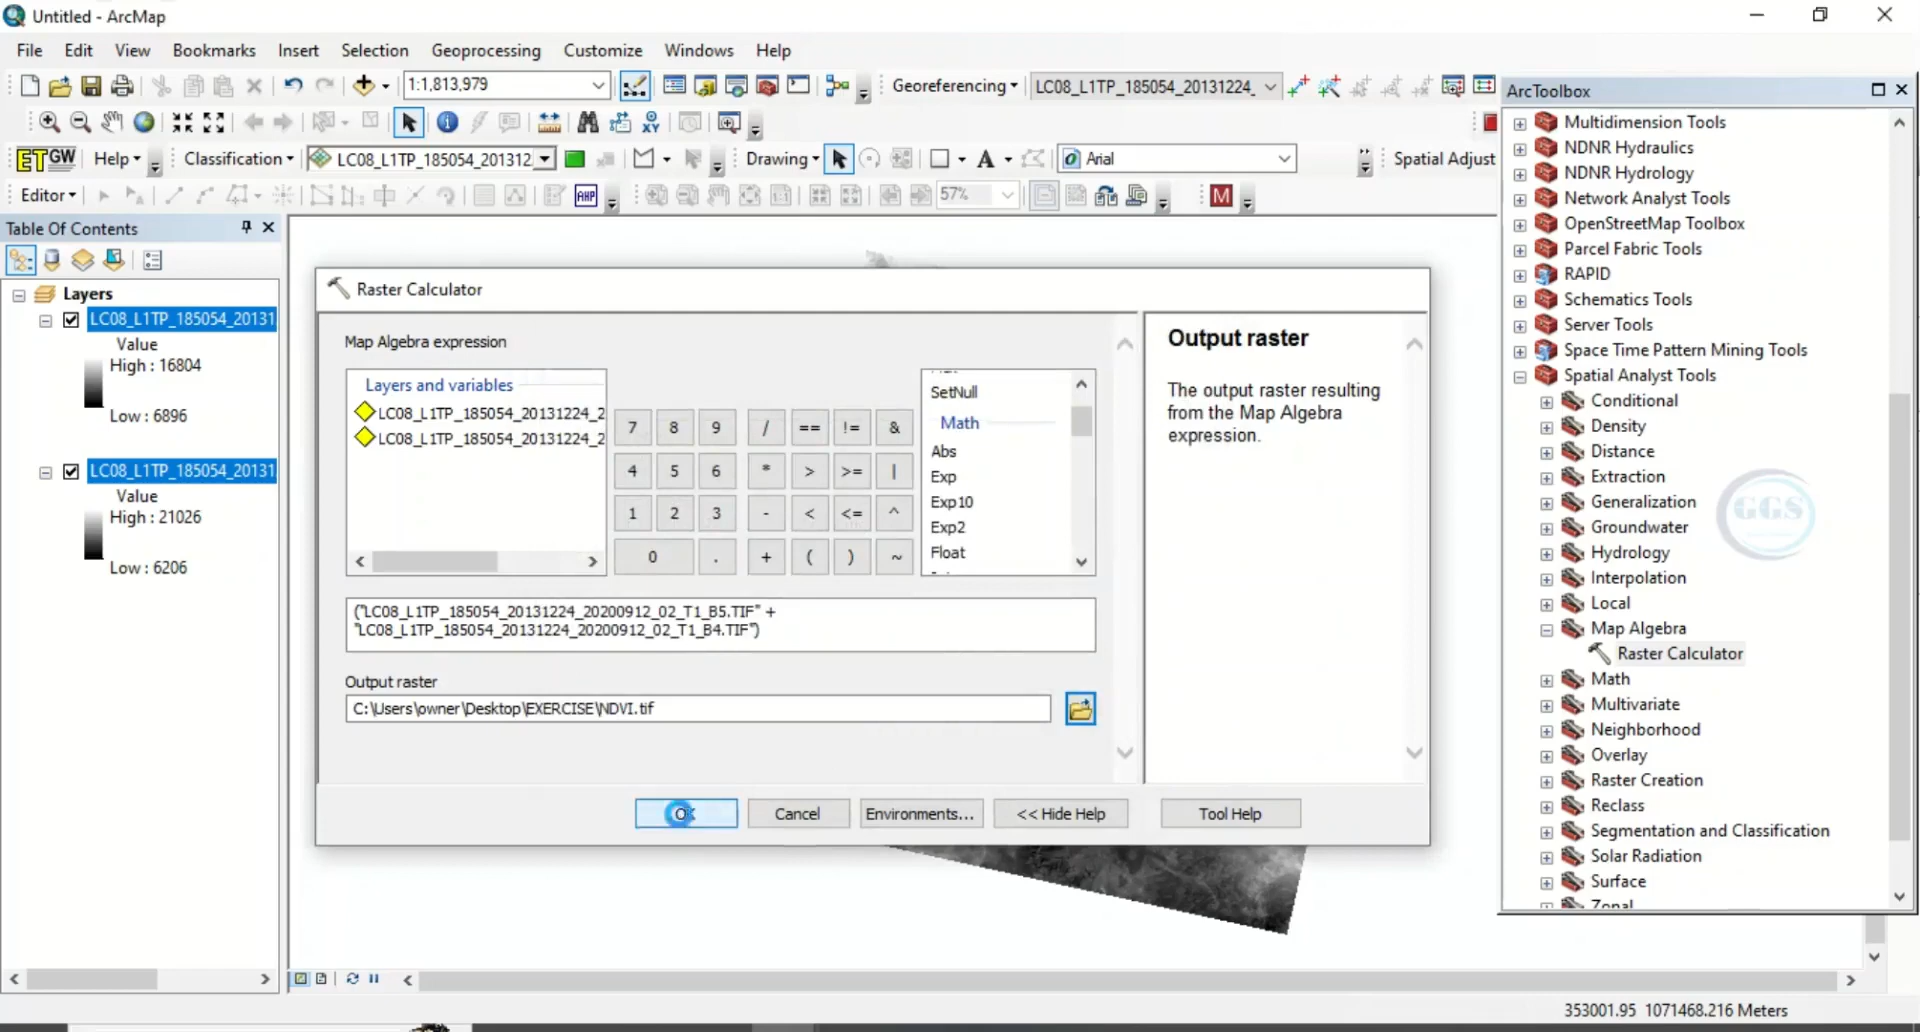 Untitled - ArcMap
File Edit View Bookmarks Insert Selection Geoprocessing Customize Windows Help
1:1,813,979
Georeferencing
LC08_L1TP_185054_20131224_
ArcToolbox
ET GW Help
Classification
LC08_L1TP_185054_201312
Drawing
A
Arial
Spatial Adjust
Editor
AHP
57%
M
Table Of Contents
Layers
LC08_L1TP_185054_20131
Value
High : 16804
Low : 6896
LC08_L1TP_185054_20131
Value
High : 21026
Low : 6206
Raster Calculator
Map Algebra expression
Layers and variables
LC08_L1TP_185054_20131224_2
LC08_L1TP_185054_20131224_2
7 8 9 / == != &
4 5 6 * > >= |
1 2 3 - < <= ^
0 . + ( ) ~
SetNull
Math
Abs
Exp
Exp10
Exp2
Float
("LC08_L1TP_185054_20131224_20200912_02_T1_B5.TIF" +
"LC08_L1TP_185054_20131224_20200912_02_T1_B4.TIF")
Output raster
C:\Users\owner\Desktop\EXERCISE\NDVI.tif
OK
Cancel
Environments...
<< Hide Help
Tool Help
Output raster
The output raster resulting
from the Map Algebra
expression.
Multidimension Tools
NDNR Hydraulics
NDNR Hydrology
Network Analyst Tools
OpenStreetMap Toolbox
Parcel Fabric Tools
RAPID
Schematics Tools
Server Tools
Space Time Pattern Mining Tools
Spatial Analyst Tools
Conditional
Density
Distance
Extraction
Generalization
Groundwater
Hydrology
Interpolation
Local
Map Algebra
Raster Calculator
Math
Multivariate
Neighborhood
Overlay
Raster Creation
Reclass
Segmentation and Classification
Solar Radiation
Surface
Zonal
GGS
353001.95 1071468.216 Meters